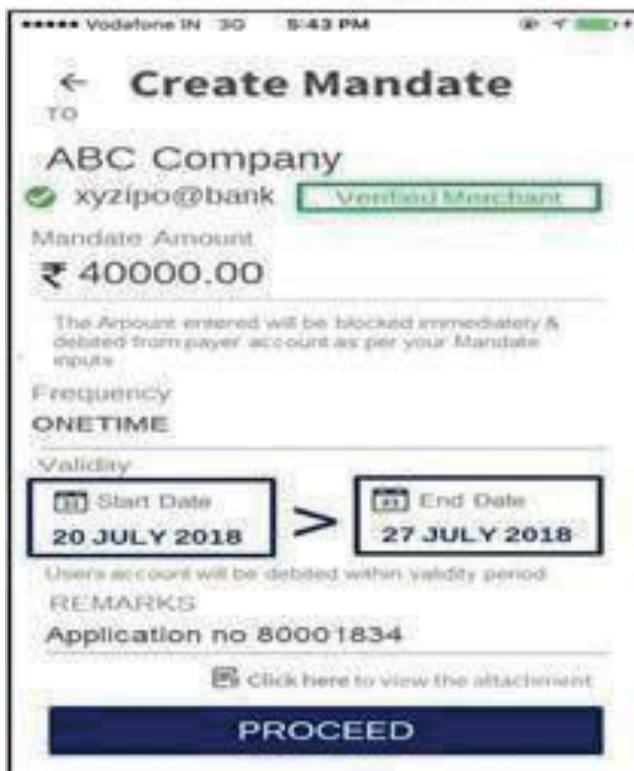 Vodafone IN 3G 5:43 PM
← Create Mandate
TO
ABC Company
xyzipo@bank Verified Merchant
Mandate Amount
₹ 40000.00
The Amount entered will be blocked immediately &
debited from payer account as per your Mandate
inputs
Frequency
ONETIME
Validity
31 Start Date > 31 End Date
20 JULY 2018 27 JULY 2018
Users account will be debited within validity period
REMARKS
Application no 80001834
Click here to view the attachment
PROCEED